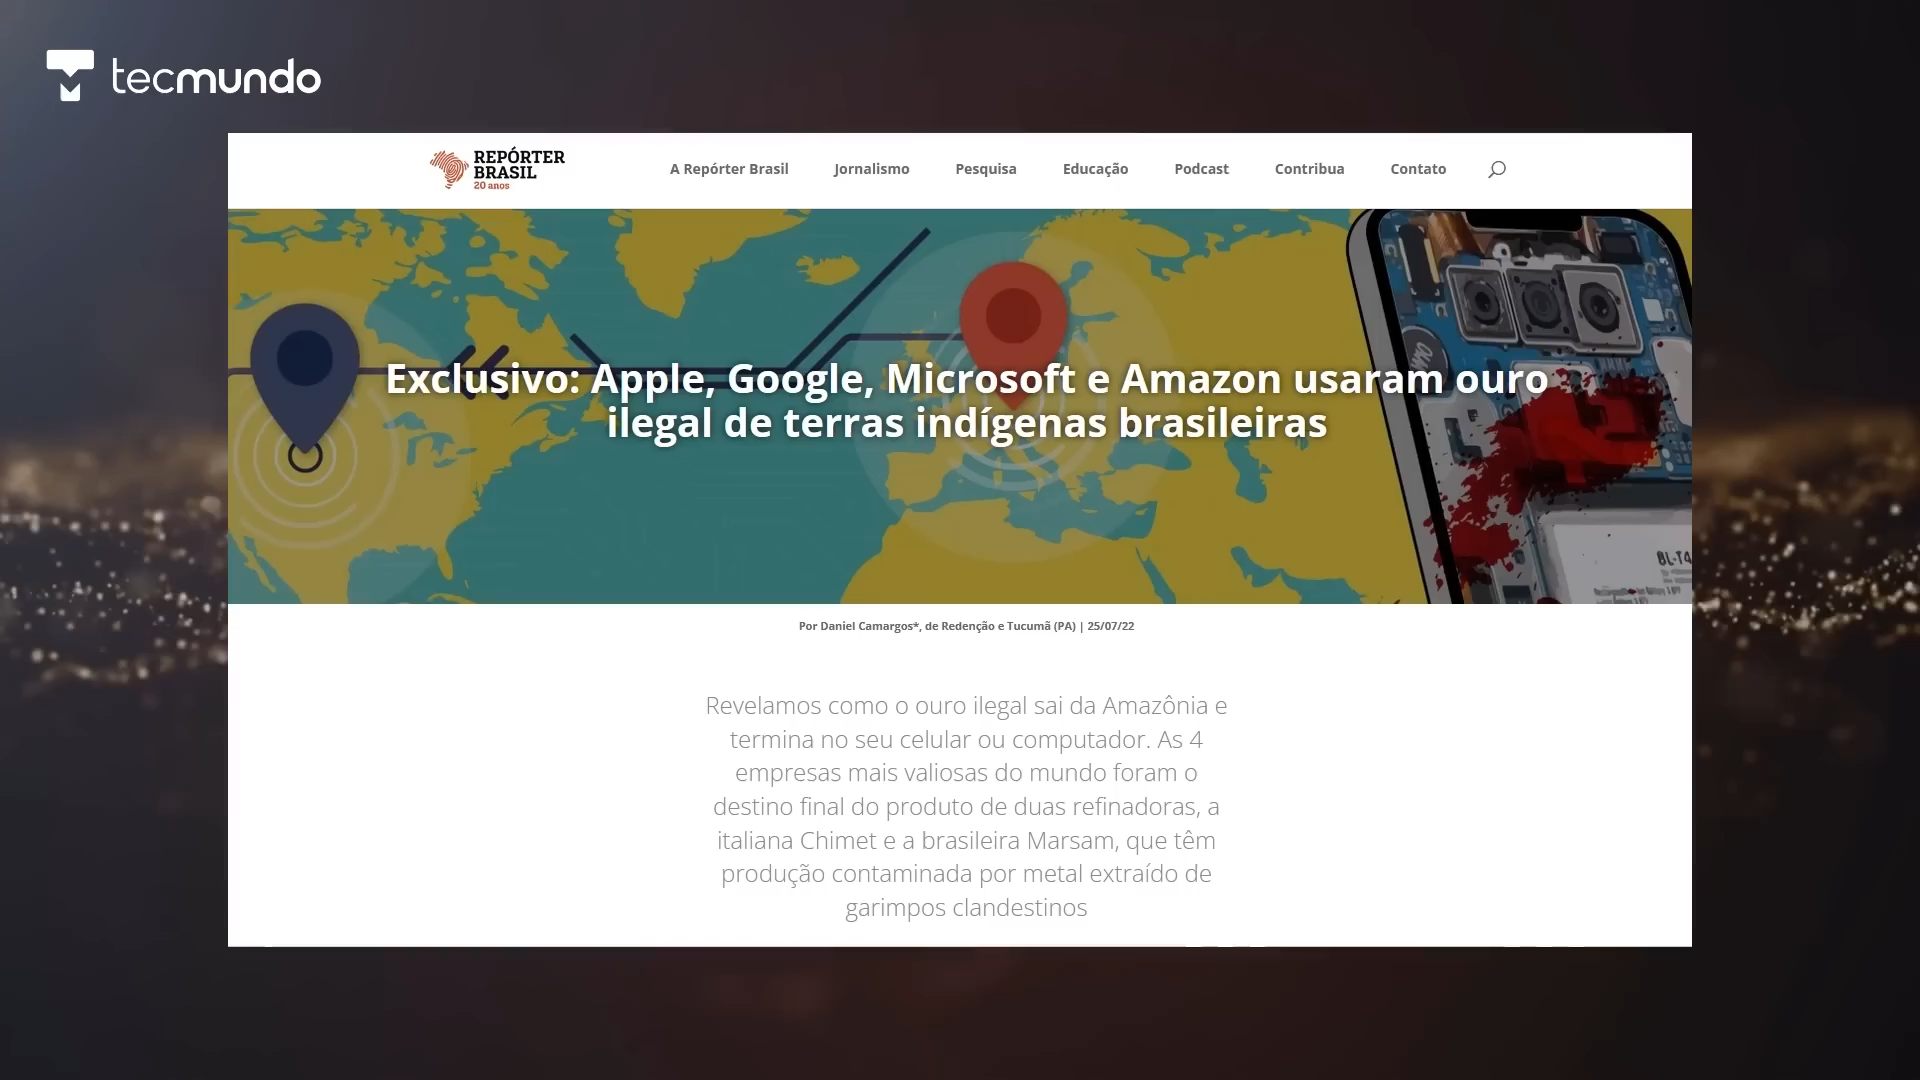 tecmundo
REPÓRTER
BRASIL
20 anos
A Repórter Brasil Jornalismo Pesquisa Educação Podcast Contribua Contato
Exclusivo: Apple, Google, Microsoft e Amazon usaram ouro
ilegal de terras indígenas brasileiras
BL-T4
Por Daniel Camargos*, de Redenção e Tucumã (PA) | 25/07/22
Revelamos como o ouro ilegal sai da Amazônia e
termina no seu celular ou computador. As 4
empresas mais valiosas do mundo foram o
destino final do produto de duas refinadoras, a
italiana Chimet e a brasileira Marsam, que têm
produção contaminada por metal extraído de
garimpos clandestinos